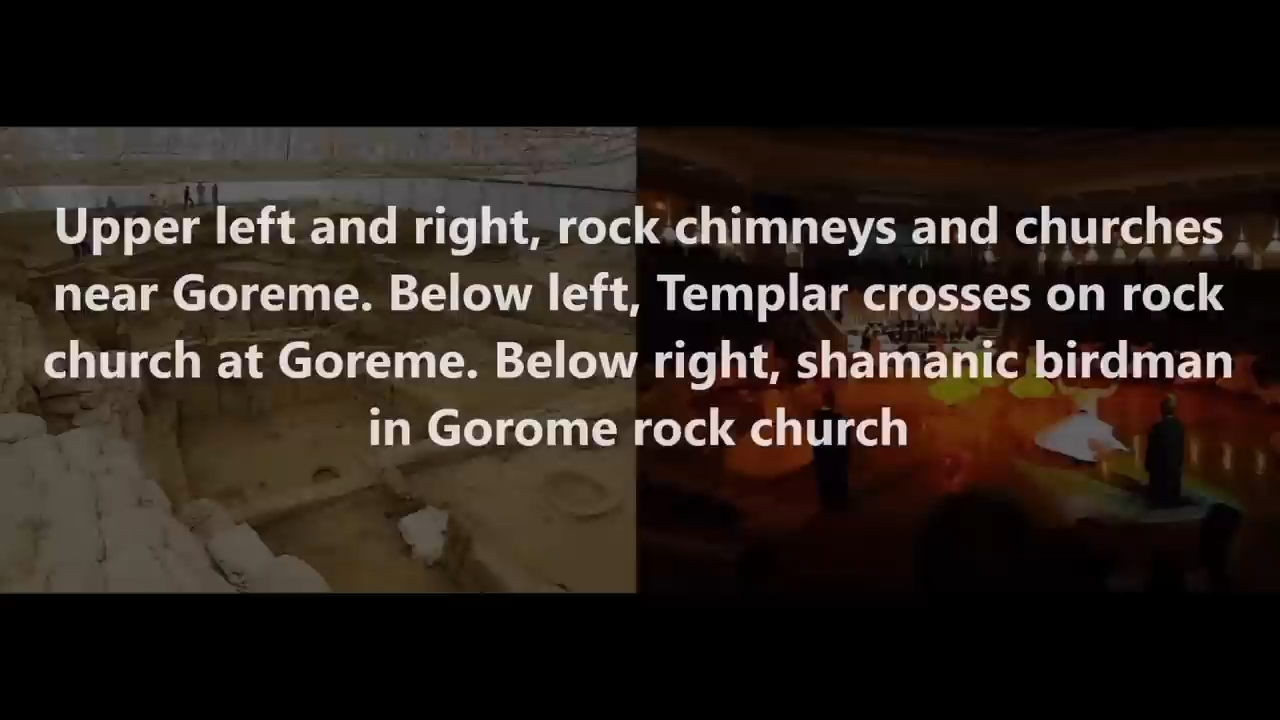 Upper left and right, rock chimneys and churches
near Goreme. Below left, Templar crosses on rock
church at Goreme. Below right, shamanic birdman
in Gorome rock church